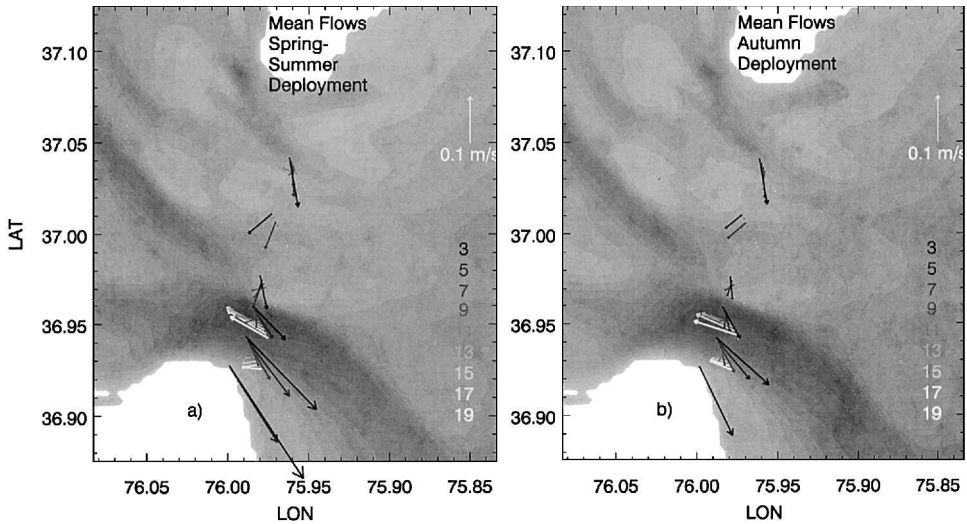 Mean Flows
Spring-
Summer
Deployment
37.10
37.05
37.00
36.95
36.90
LAT
0.1 m/s
3
5
7
9
13
15
17
19
a)
76.05 76.00 75.95 75.90 75.85
LON
Mean Flows
Autumn
Deployment
37.10
37.05
37.00
36.95
36.90
0.1 m/s
3
5
7
9
11
13
15
17
19
b)
76.05 76.00 75.95 75.90 75.85
LON